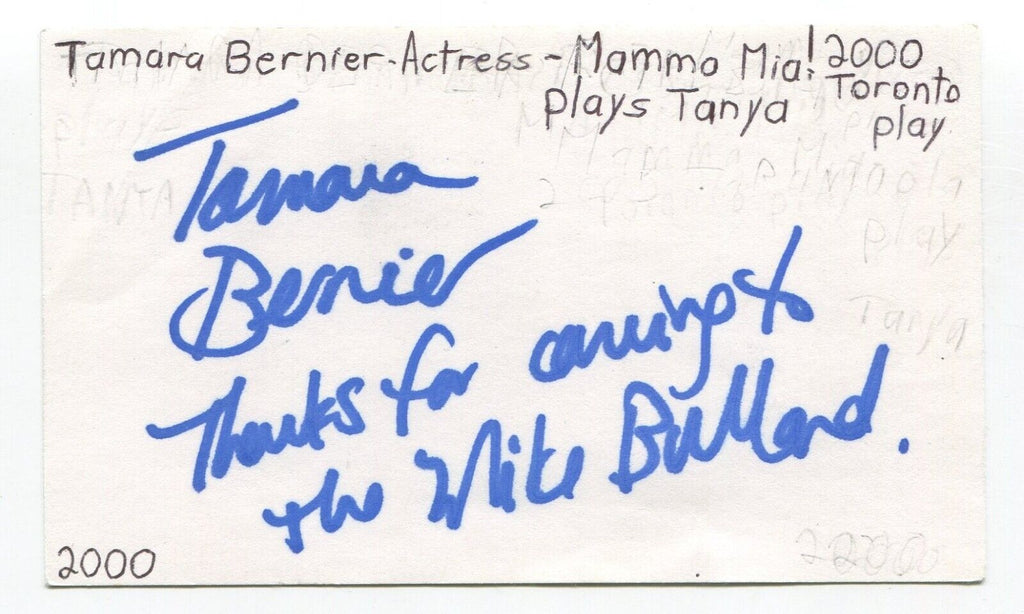 Tamara Bernier-Actress-Mamma Mia! 2000
plays Tanya Toronto
play
Tamara
Bernier
Thanks for coming to
the Mike Bullard.
2000